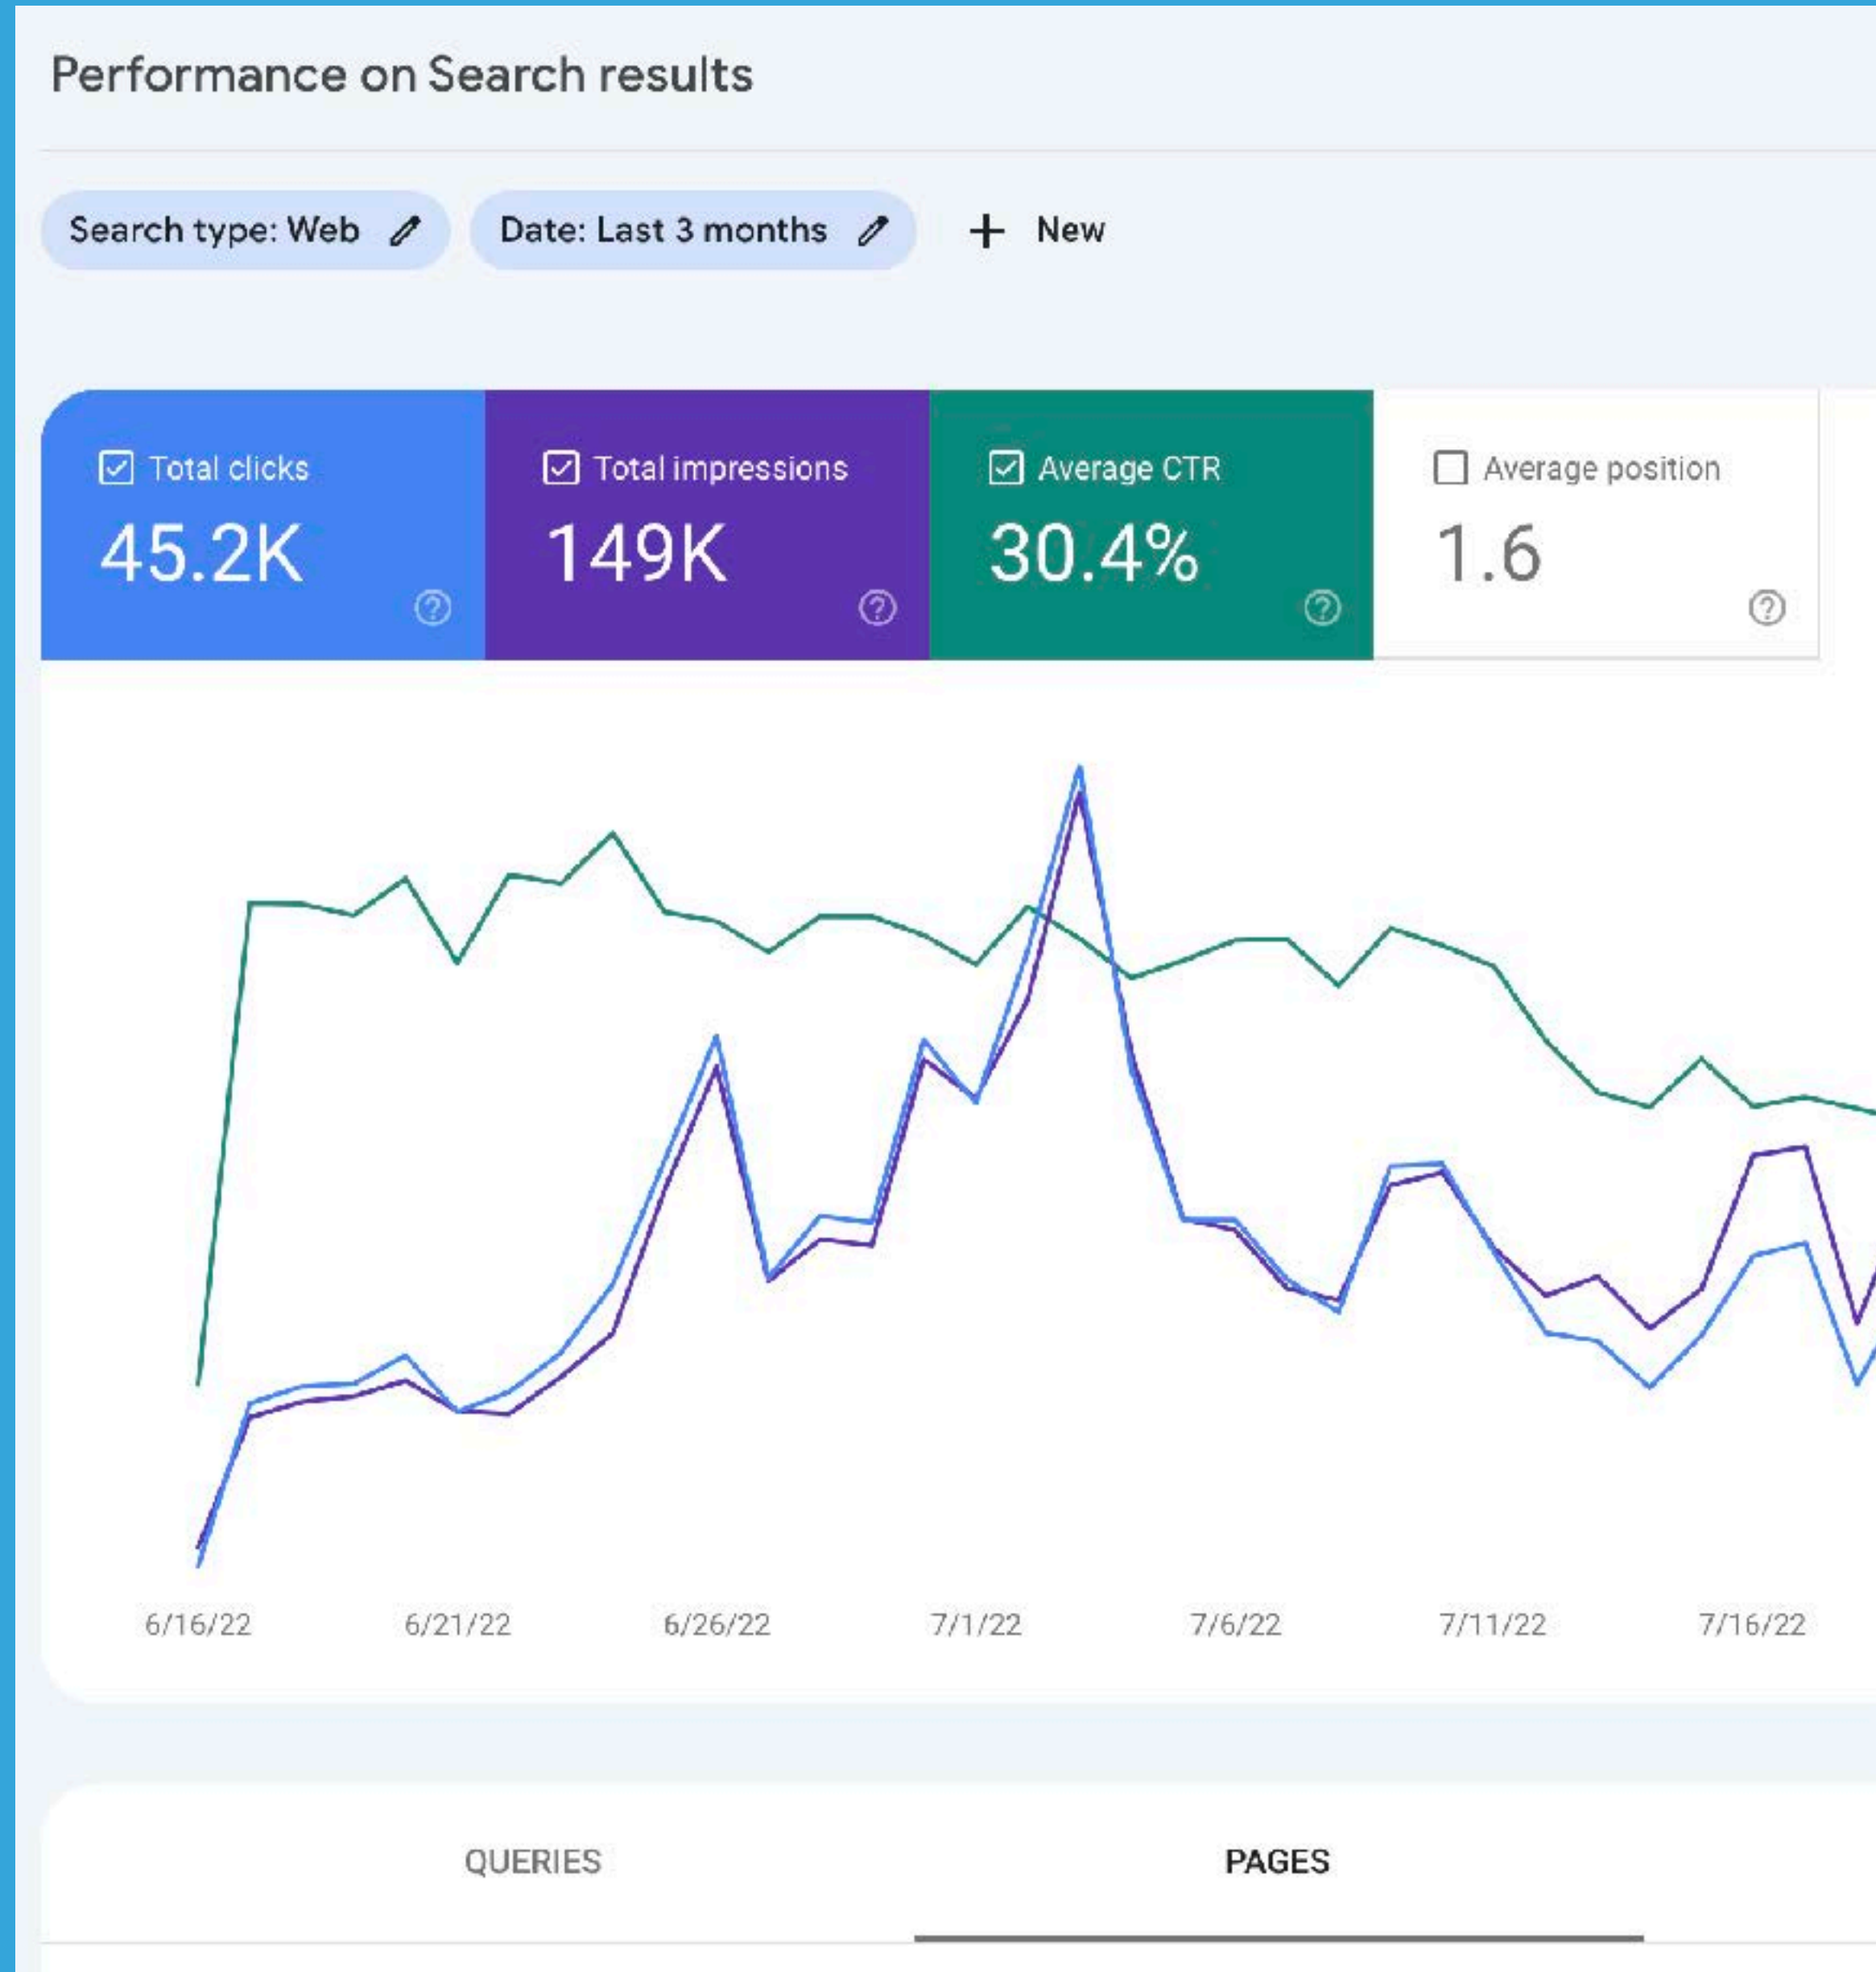 Performance on Search results
Search type: Web Date: Last 3 months + New
Total clicks Total impressions Average CTR Average position
45.2K 149K 30.4% 1.6
6/16/22 6/21/22 6/26/22 7/1/22 7/6/22 7/11/22 7/16/22
QUERIES PAGES